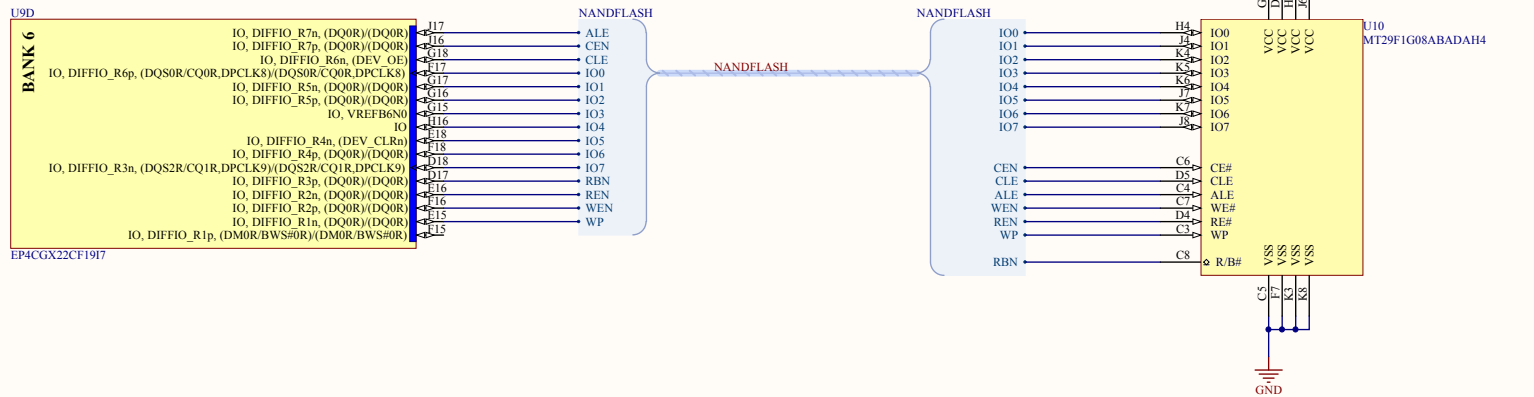 U9D
BANK 6
IO, DIFFIO_R7n, (DQ0R)/(DQ0R) J17
IO, DIFFIO_R7p, (DQ0R)/(DQ0R) J16
IO, DIFFIO_R6n, (DEV_OE) G18
IO, DIFFIO_R6p, (DQS0R/CQ0R,DPCLK8)/(DQS0R/CQ0R,DPCLK8) F17
IO, DIFFIO_R5n, (DQ0R)/(DQ0R) G17
IO, DIFFIO_R5p, (DQ0R)/(DQ0R) G16
IO, VREFB6N0 G15
IO H16
IO, DIFFIO_R4n, (DEV_CLRn) E18
IO, DIFFIO_R4p, (DQ0R)/(DQ0R) F18
IO, DIFFIO_R3n, (DQS2R/CQ1R,DPCLK9)/(DQS2R/CQ1R,DPCLK9) D18
IO, DIFFIO_R3p, (DQ0R)/(DQ0R) D17
IO, DIFFIO_R2n, (DQ0R)/(DQ0R) E16
IO, DIFFIO_R2p, (DQ0R)/(DQ0R) F16
IO, DIFFIO_R1n, (DQ0R)/(DQ0R) E15
IO, DIFFIO_R1p, (DM0R/BWS#0R)/(DM0R/BWS#0R) F15
EP4CGX22CF19I7
NANDFLASH
ALE
CEN
CLE
IO0
IO1
IO2
IO3
IO4
IO5
IO6
IO7
RBN
REN
WEN
WP
NANDFLASH
NANDFLASH
IO0 H4 IO0
IO1 J4 IO1
IO2 K4 IO2
IO3 K5 IO3
IO4 K6 IO4
IO5 J7 IO5
IO6 K7 IO6
IO7 J8 IO7
CEN C6 CE#
CLE D5 CLE
ALE C4 ALE
WEN C7 WE#
REN D4 RE#
WP C3 WP
RBN C8 R/B#
VCC
VCC
VCC
VCC
U10
MT29F1G08ABADAH4
VSS
VSS
VSS
VSS
C5
F7
K3
K8
GND